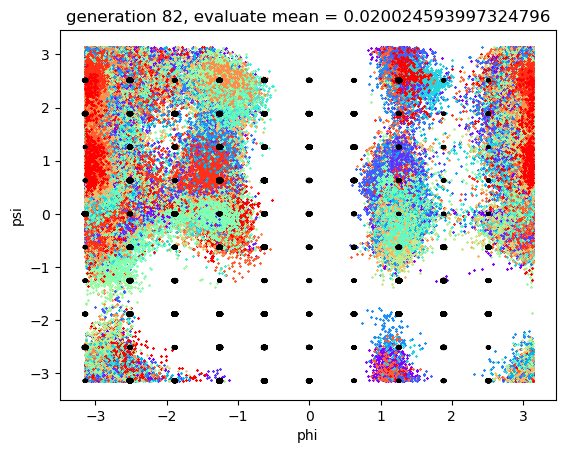 generation 82, evaluate mean = 0.020024593997324796
3
2
1
0
−1
−2
−3
psi
−3 −2 −1 0 1 2 3
phi